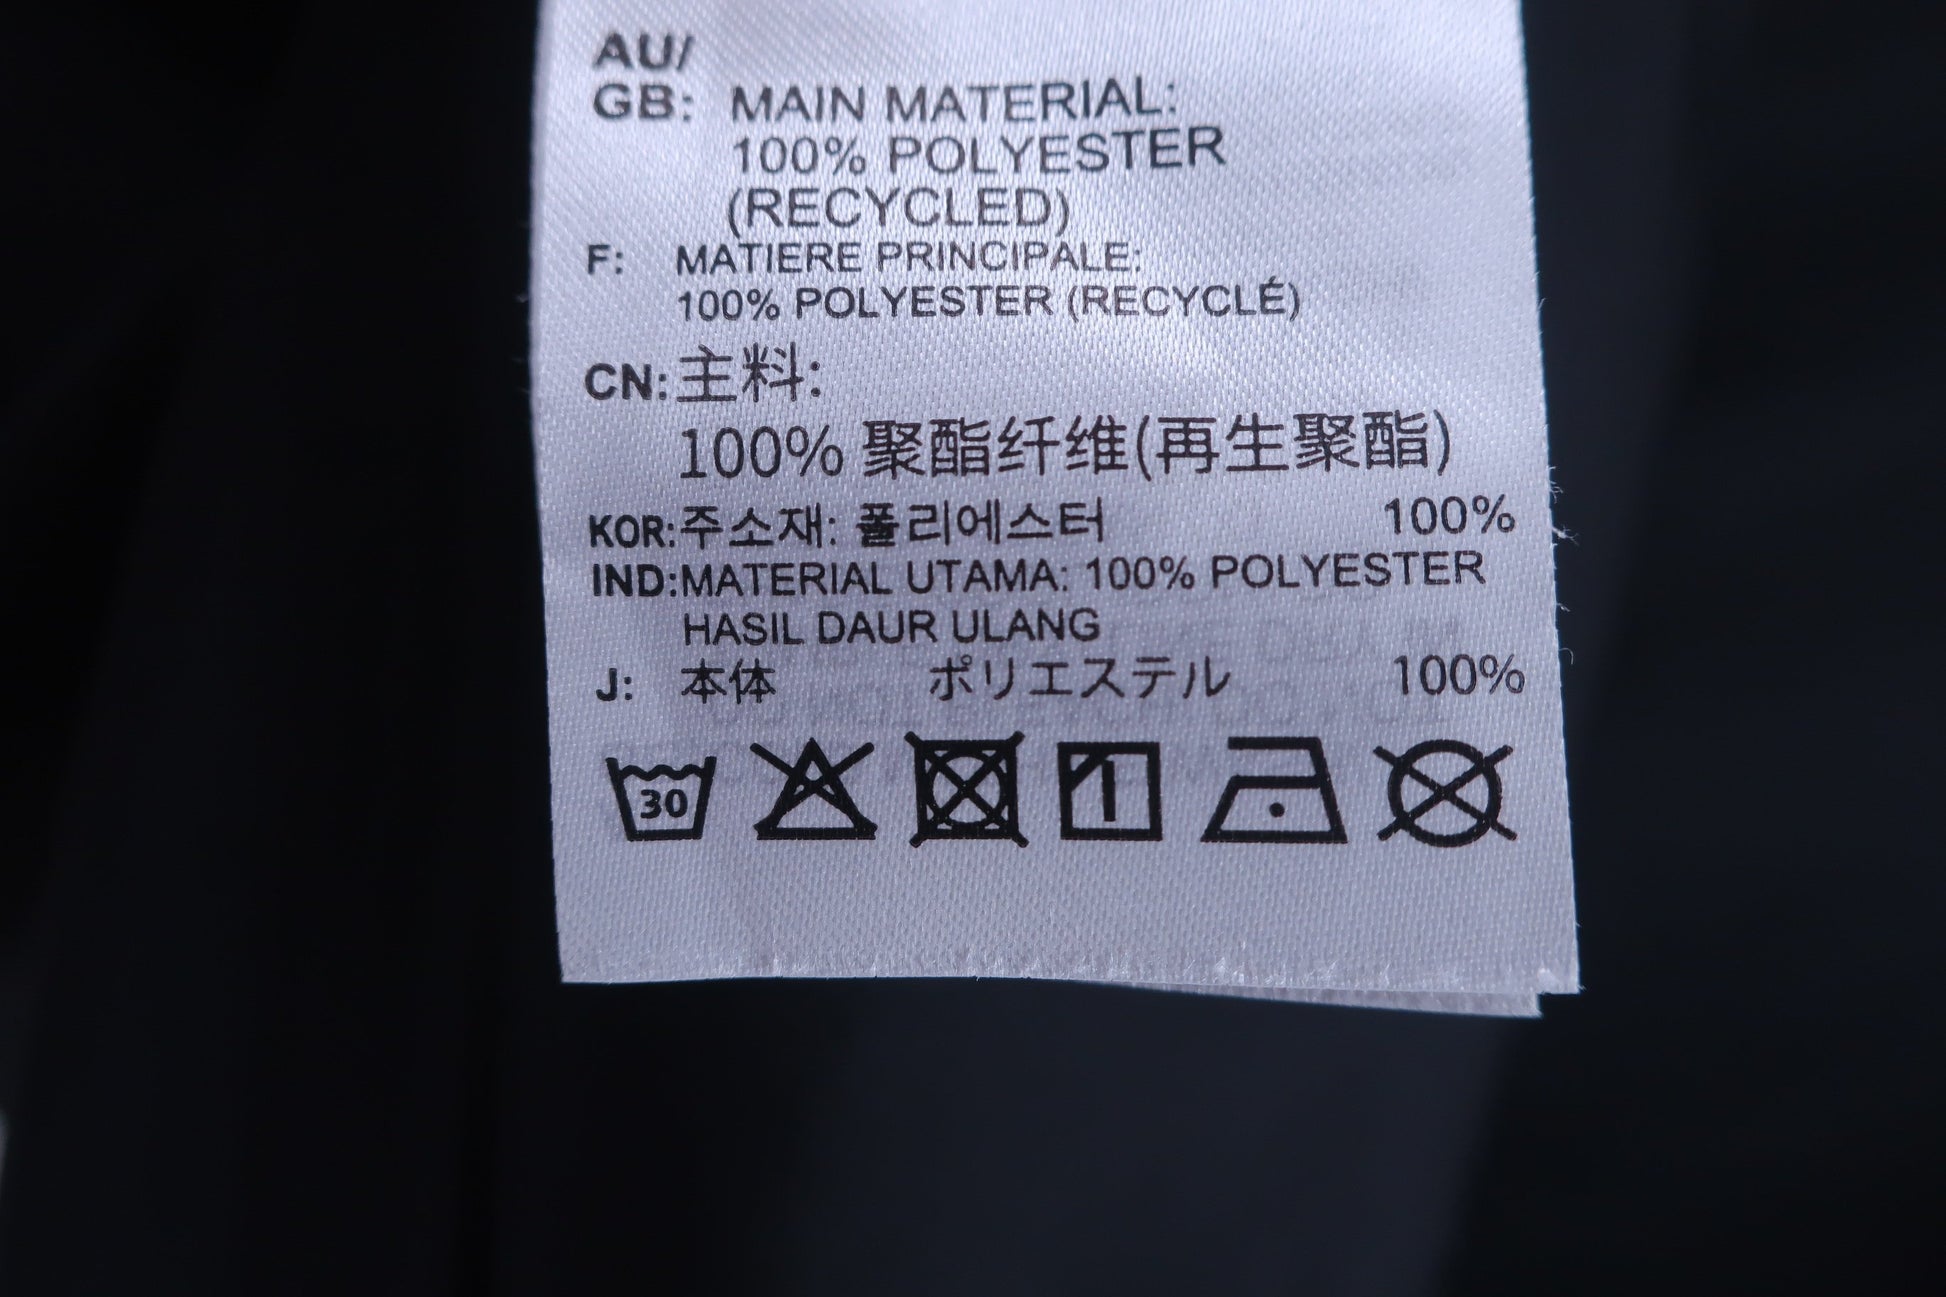 AU/
GB: MAIN MATERIAL:
100% POLYESTER
(RECYCLED)
F: MATIERE PRINCIPALE:
100% POLYESTER (RECYCLÉ)
CN: 主料:
100% 聚酯纤维(再生聚酯)
KOR: 주소재: 폴리에스터 100%
IND: MATERIAL UTAMA: 100% POLYESTER
HASIL DAUR ULANG
J: 本体 ポリエステル 100%
30